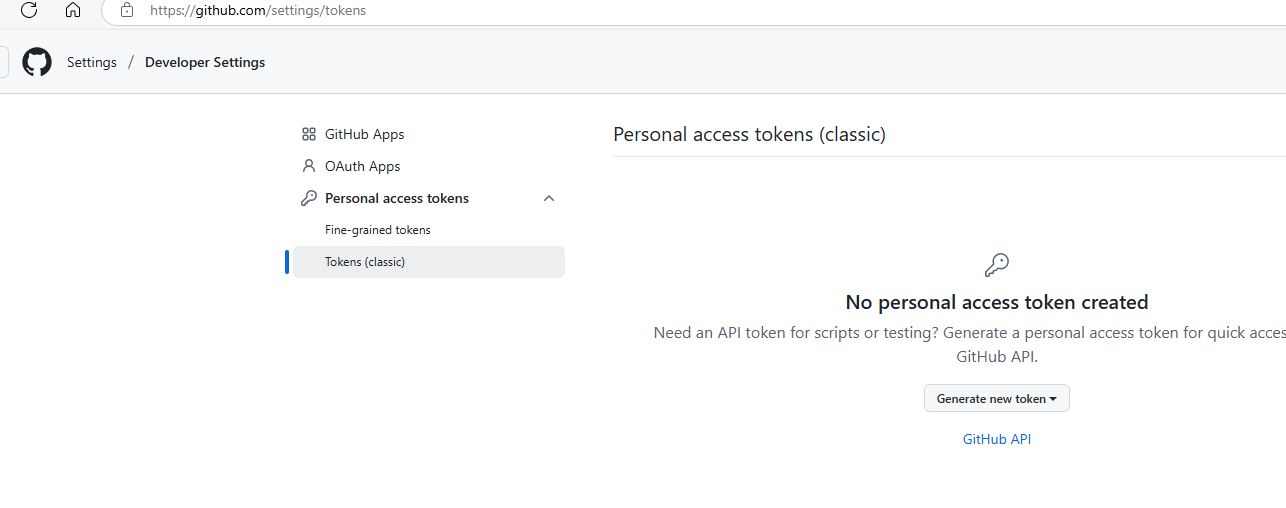 https://github.com/settings/tokens
Settings / Developer Settings
GitHub Apps
OAuth Apps
Personal access tokens
Fine-grained tokens
Tokens (classic)
Personal access tokens (classic)
No personal access token created
Need an API token for scripts or testing? Generate a personal access token for quick
GitHub API.
Generate new token
GitHub API